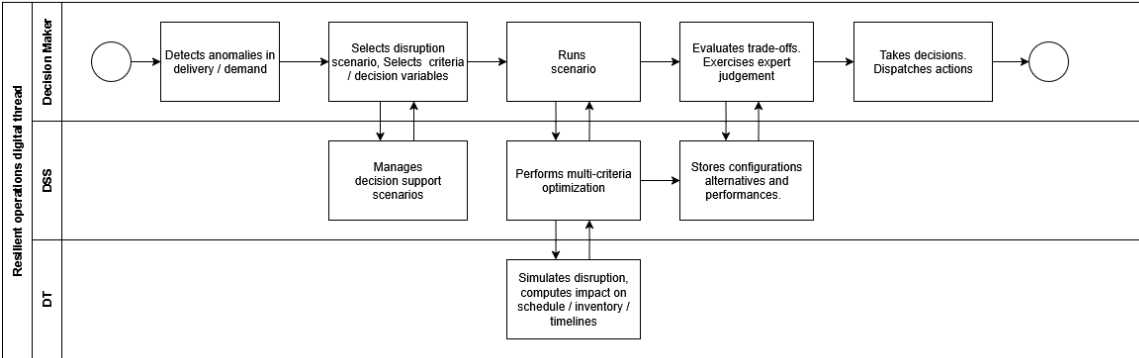 Resilient operations digital thread
Decision Maker
Detects anomalies in
delivery / demand
Selects disruption
scenario, Selects criteria
/ decision variables
Runs
scenario
Evaluates trade-offs.
Exercises expert
judgement
Takes decisions.
Dispatches actions
DSS
Manages
decision support
scenarios
Performs multi-criteria
optimization
Stores configurations
alternatives and
performances.
DT
Simulates disruption,
computes impact on
schedule / inventory /
timelines